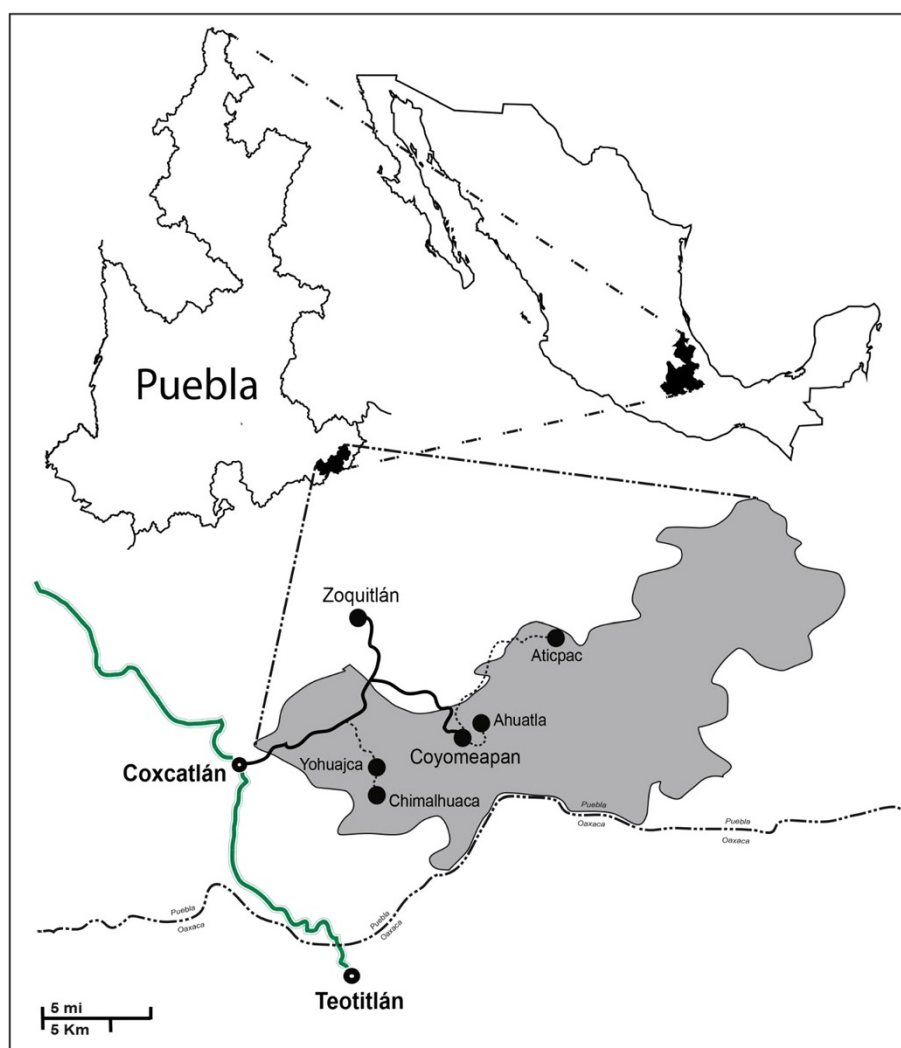 Puebla
Zoquitlán
Aticpac
Ahuatla
Coyomeapan
Coxcatlán
Yohuajca
Chimalhuaca
Puebla
Oaxaca
Puebla
Oaxaca
Puebla
Oaxaca
Puebla
Oaxaca
Teotitlán
5 mi
5 Km